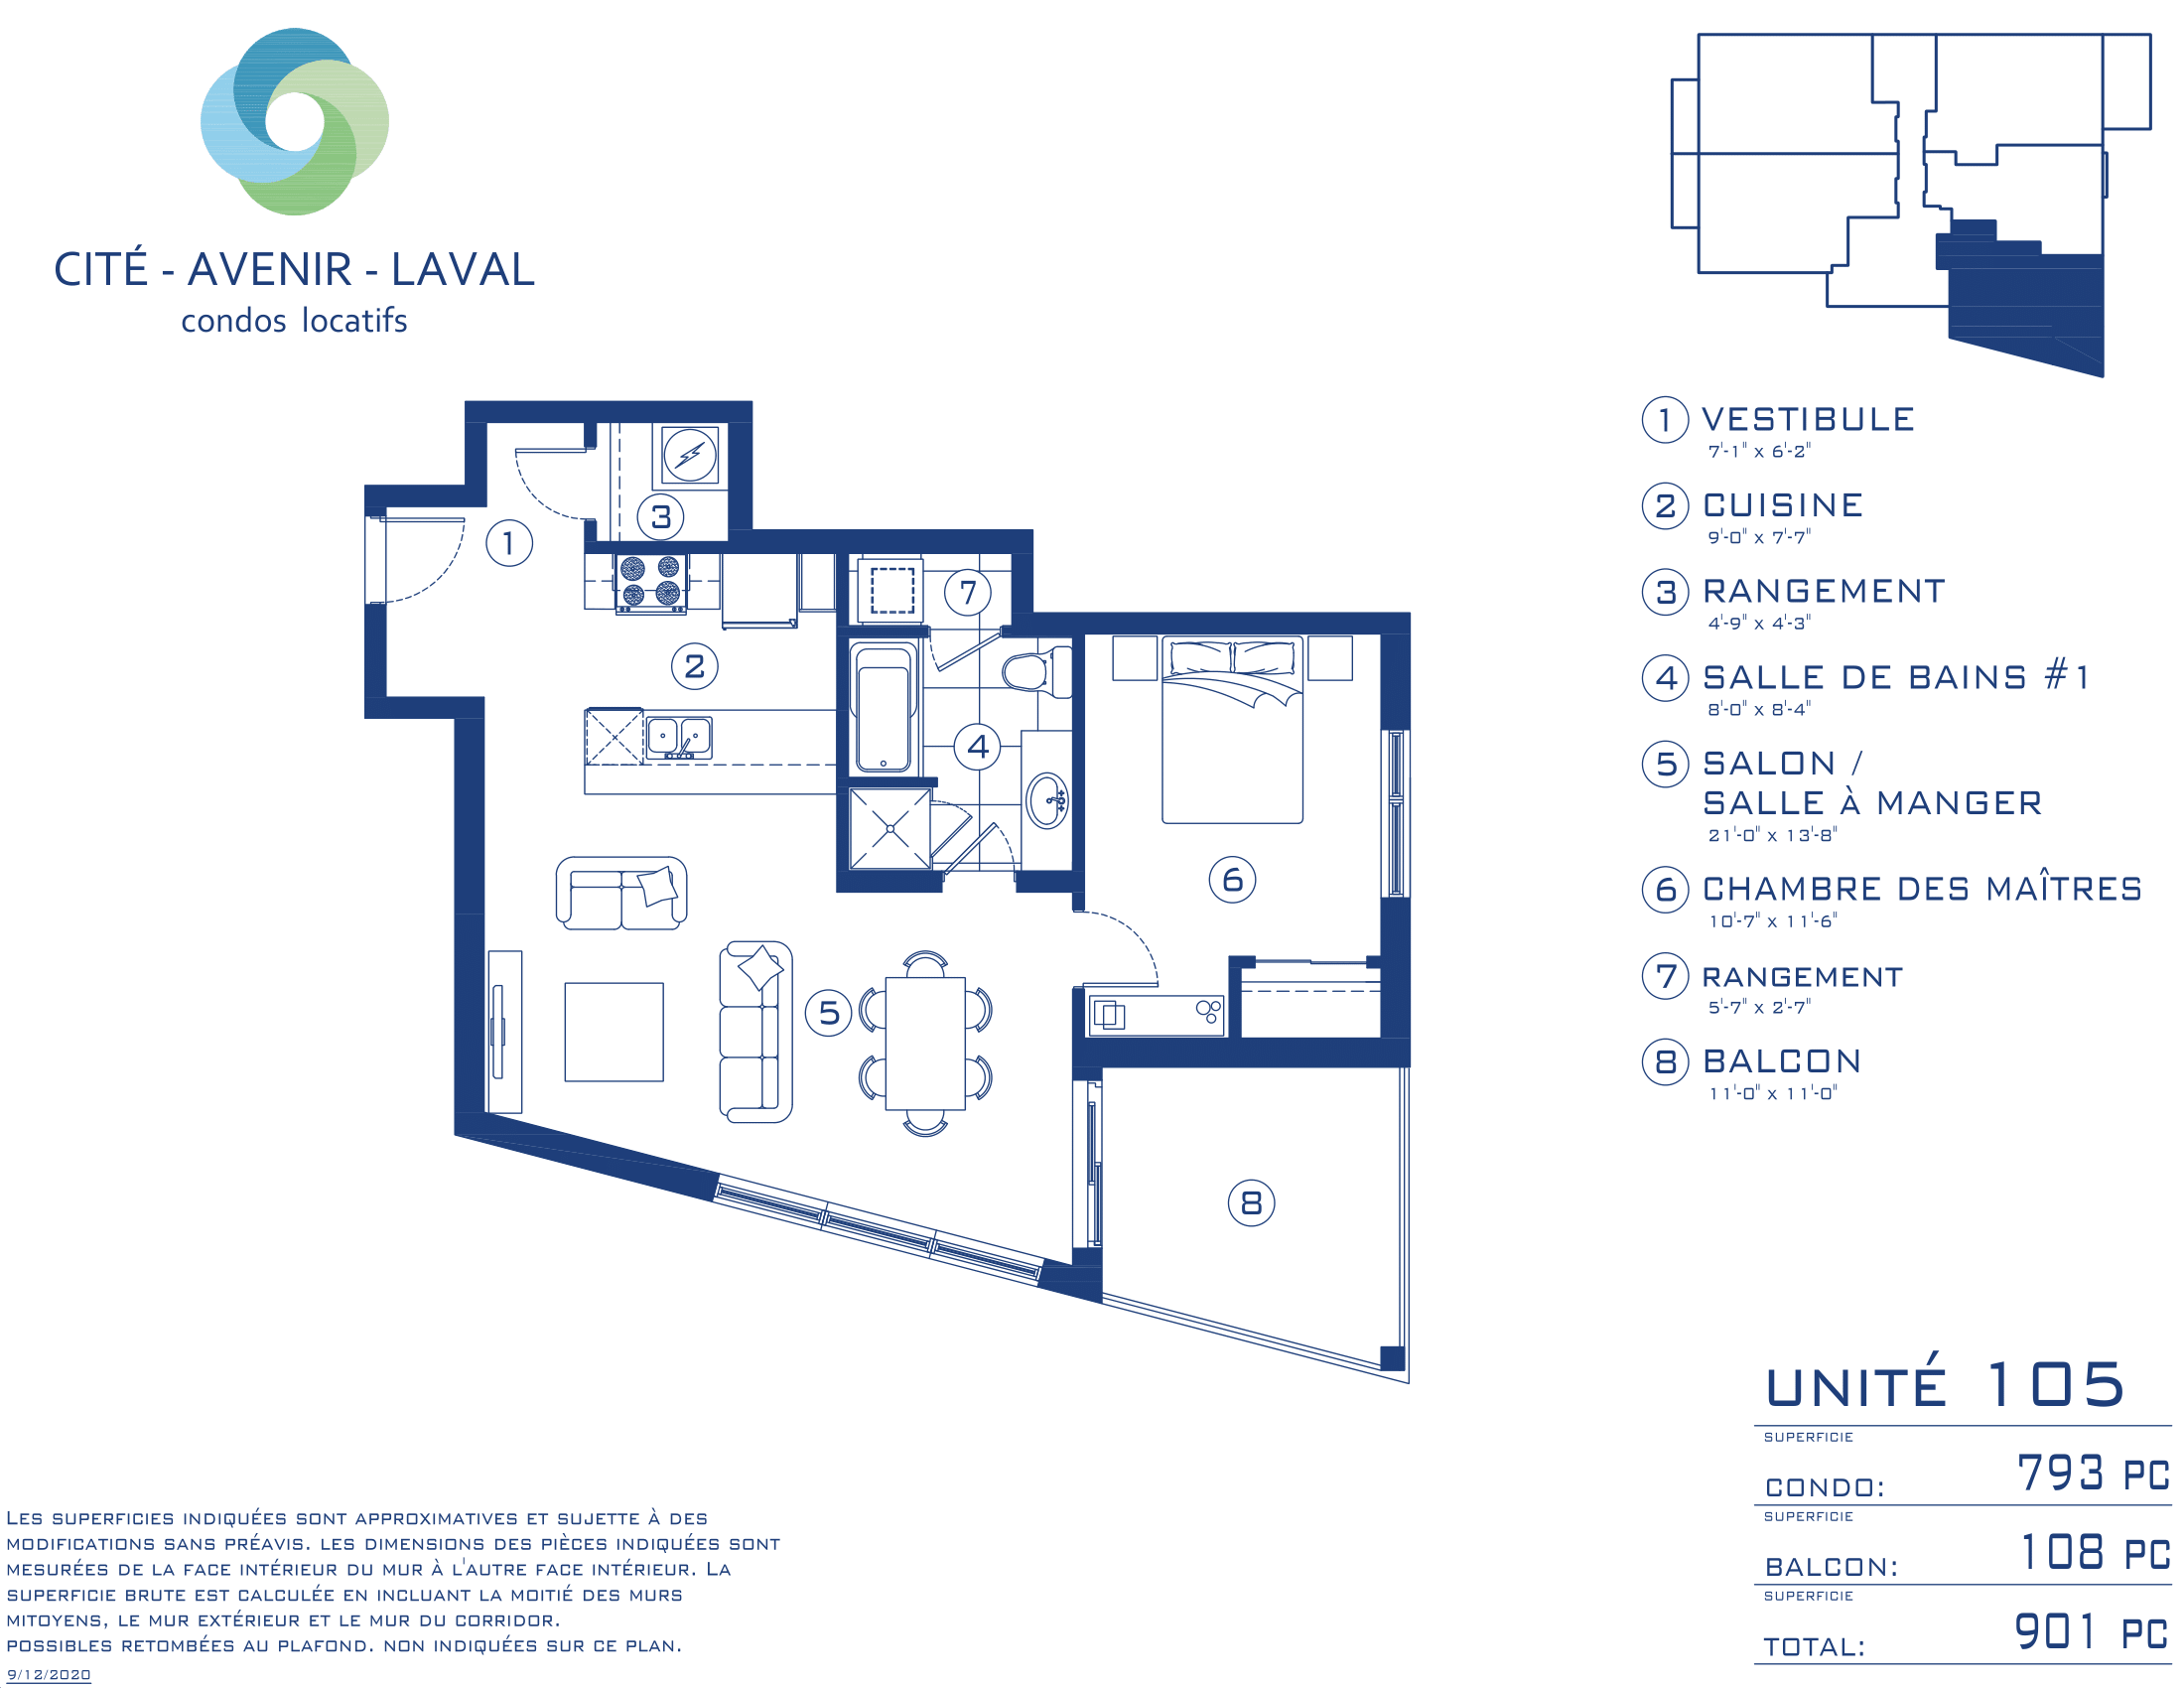 CITÉ - AVENIR - LAVAL
condos locatifs
1 VESTIBULE
7'-1" x 6'-2"
2 CUISINE
9'-0" x 7'-7"
3 RANGEMENT
4'-9" x 4'-3"
4 SALLE DE BAINS #1
8'-0" x 8'-4"
5 SALON /
SALLE À MANGER
21'-0" x 13'-8"
6 CHAMBRE DES MAÎTRES
10'-7" x 11'-6"
7 RANGEMENT
5'-7" x 2'-7"
8 BALCON
11'-0" x 11'-0"
3
1
7
2
4
6
5
8
UNITÉ 105
SUPERFICIE
CONDO: 793 PC
SUPERFICIE
BALCON: 108 PC
SUPERFICIE
TOTAL: 901 PC
LES SUPERFICIES INDIQUÉES SONT APPROXIMATIVES ET SUJETTE À DES
MODIFICATIONS SANS PRÉAVIS. LES DIMENSIONS DES PIÈCES INDIQUÉES SONT
MESURÉES DE LA FACE INTÉRIEUR DU MUR À L'AUTRE FACE INTÉRIEUR. LA
SUPERFICIE BRUTE EST CALCULÉE EN INCLUANT LA MOITIÉ DES MURS
MITOYENS, LE MUR EXTÉRIEUR ET LE MUR DU CORRIDOR.
POSSIBLES RETOMBÉES AU PLAFOND. NON INDIQUÉES SUR CE PLAN.
9/12/2020